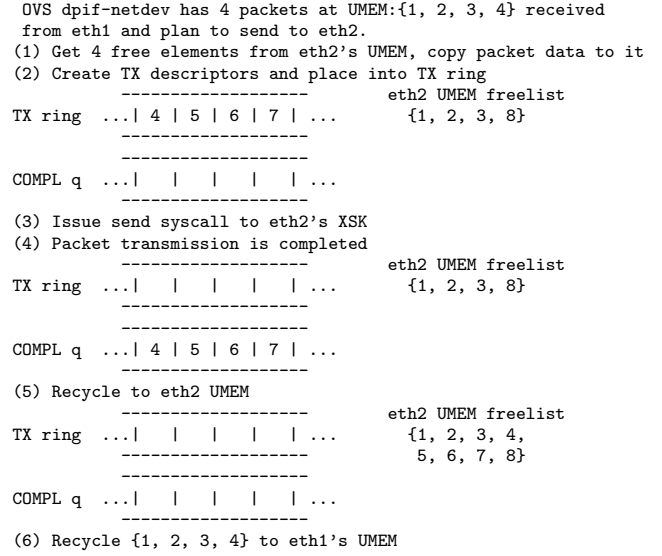 OVS dpif-netdev has 4 packets at UMEM:{1, 2, 3, 4} received
from eth1 and plan to send to eth2.
(1) Get 4 free elements from eth2's UMEM, copy packet data to it
(2) Create TX descriptors and place into TX ring
------------------- eth2 UMEM freelist
TX ring ...| 4 | 5 | 6 | 7 | ... {1, 2, 3, 8}
-------------------
-------------------
COMPL q ...| | | | | ...
-------------------
(3) Issue send syscall to eth2's XSK
(4) Packet transmission is completed
------------------- eth2 UMEM freelist
TX ring ...| | | | | ... {1, 2, 3, 8}
-------------------
-------------------
COMPL q ...| 4 | 5 | 6 | 7 | ...
-------------------
(5) Recycle to eth2 UMEM
------------------- eth2 UMEM freelist
TX ring ...| | | | | ... {1, 2, 3, 4,
------------------- 5, 6, 7, 8}
-------------------
COMPL q ...| | | | | ...
-------------------
(6) Recycle {1, 2, 3, 4} to eth1's UMEM